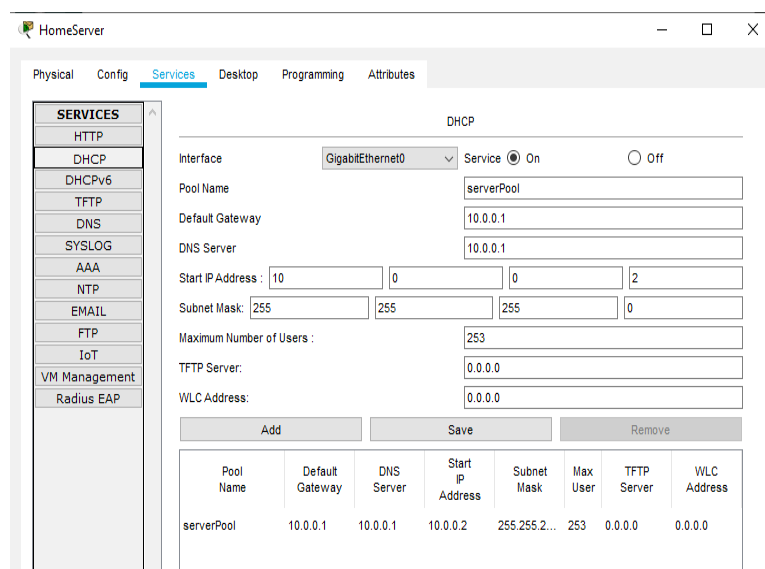 HomeServer
Physical Config Services Desktop Programming Attributes
SERVICES
HTTP
DHCP
DHCPv6
TFTP
DNS
SYSLOG
AAA
NTP
EMAIL
FTP
IoT
VM Management
Radius EAP
DHCP
Interface GigabitEthernet0 Service On Off
Pool Name serverPool
Default Gateway 10.0.0.1
DNS Server 10.0.0.1
Start IP Address : 10 0 0 2
Subnet Mask: 255 255 255 0
Maximum Number of Users : 253
TFTP Server: 0.0.0.0
WLC Address: 0.0.0.0
Add Save Remove
Pool Name Default Gateway DNS Server Start IP Address Subnet Mask Max User TFTP Server WLC Address
serverPool 10.0.0.1 10.0.0.1 10.0.0.2 255.255.2... 253 0.0.0.0 0.0.0.0